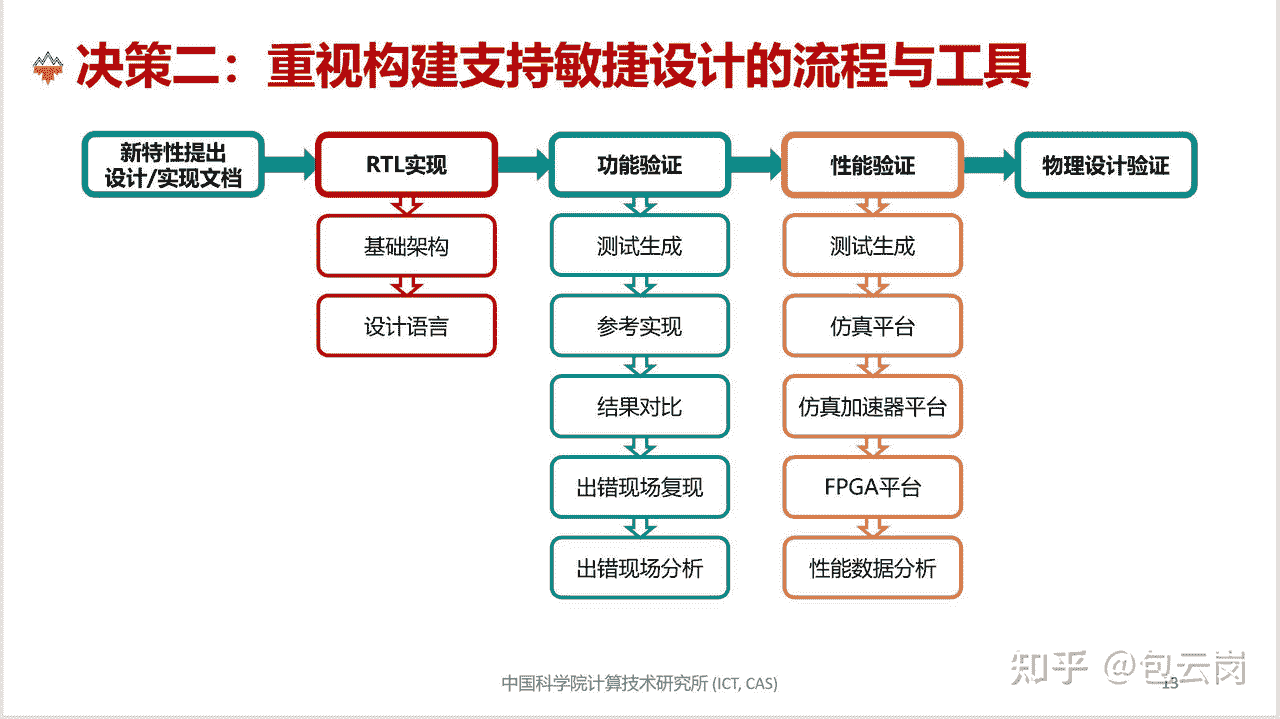 决策二：重视构建支持敏捷设计的流程与工具
新特性提出
设计/实现文档
RTL实现
功能验证
性能验证
物理设计验证
基础架构
设计语言
测试生成
参考实现
结果对比
出错现场复现
出错现场分析
测试生成
仿真平台
仿真加速器平台
FPGA平台
性能数据分析
中国科学院计算技术研究所 (ICT, CAS)
13
知乎 @包云岗